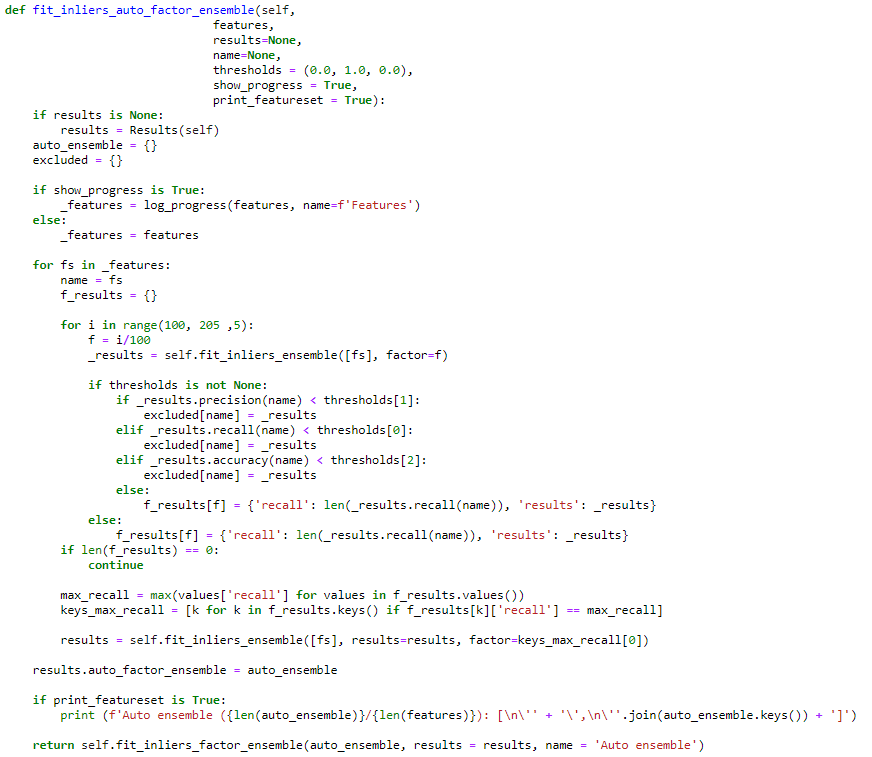 def fit_inliers_auto_factor_ensemble(self,
                              features,
                              results=None,
                              name=None,
                              thresholds = (0.0, 1.0, 0.0),
                              show_progress = True,
                              print_featureset = True):
    if results is None:
        results = Results(self)
    auto_ensemble = {}
    excluded = {}

    if show_progress is True:
        _features = log_progress(features, name=f'Features')
    else:
        _features = features

    for fs in _features:
        name = fs
        f_results = {}

        for i in range(100, 205 ,5):
            f = i/100
            _results = self.fit_inliers_ensemble([fs], factor=f)

            if thresholds is not None:
                if _results.precision(name) < thresholds[1]:
                    excluded[name] = _results
                elif _results.recall(name) < thresholds[0]:
                    excluded[name] = _results
                elif _results.accuracy(name) < thresholds[2]:
                    excluded[name] = _results
                else:
                    f_results[f] = {'recall': len(_results.recall(name)), 'results': _results}
            else:
                f_results[f] = {'recall': len(_results.recall(name)), 'results': _results}
        if len(f_results) == 0:
            continue

        max_recall = max(values['recall'] for values in f_results.values())
        keys_max_recall = [k for k in f_results.keys() if f_results[k]['recall'] == max_recall]

        results = self.fit_inliers_ensemble([fs], results=results, factor=keys_max_recall[0])

    results.auto_factor_ensemble = auto_ensemble

    if print_featureset is True:
        print (f'Auto ensemble ({len(auto_ensemble)}/{len(features)}): [\n\'' + '\',\n\''.join(auto_ensemble.keys()) + ']')

    return self.fit_inliers_factor_ensemble(auto_ensemble, results = results, name = 'Auto ensemble')